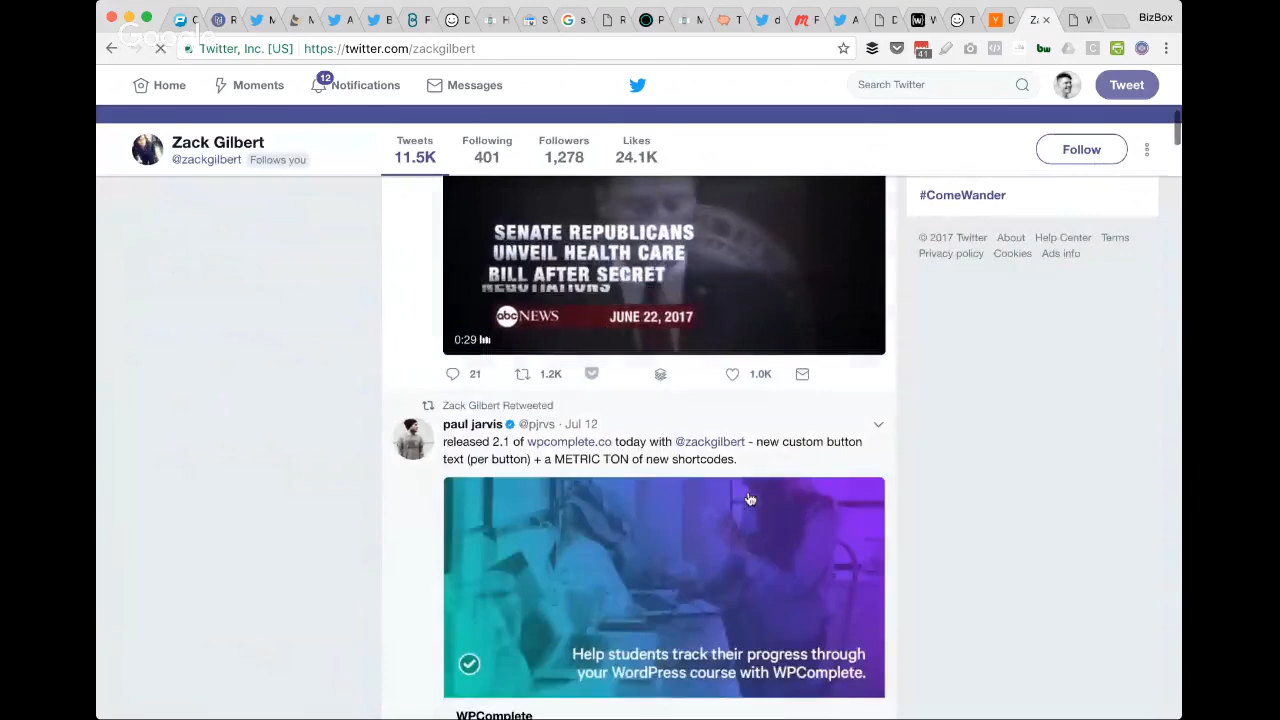 BizBox
Google
Twitter, Inc. [US]
https://twitter.com/zackgilbert
41
Home
Moments
12
Notifications
Messages
Search Twitter
Tweet
Zack Gilbert
@zackgilbert
Follows you
Tweets
11.5K
Following
401
Followers
1,278
Likes
24.1K
Follow
SENATE REPUBLICANS
UNVEIL HEALTH CARE
BILL AFTER SECRET
NEGOTIATIONS
abc NEWS
JUNE 22, 2017
0:29
#ComeWander
© 2017 Twitter About Help Center Terms
Privacy policy Cookies Ads info
21
1.2K
1.0K
Zack Gilbert Retweeted
paul jarvis @pjrvs · Jul 12
released 2.1 of wpcomplete.co today with @zackgilbert - new custom button
text (per button) + a METRIC TON of new shortcodes.
Help students track their progress through
your WordPress course with WPComplete.
WPComplete